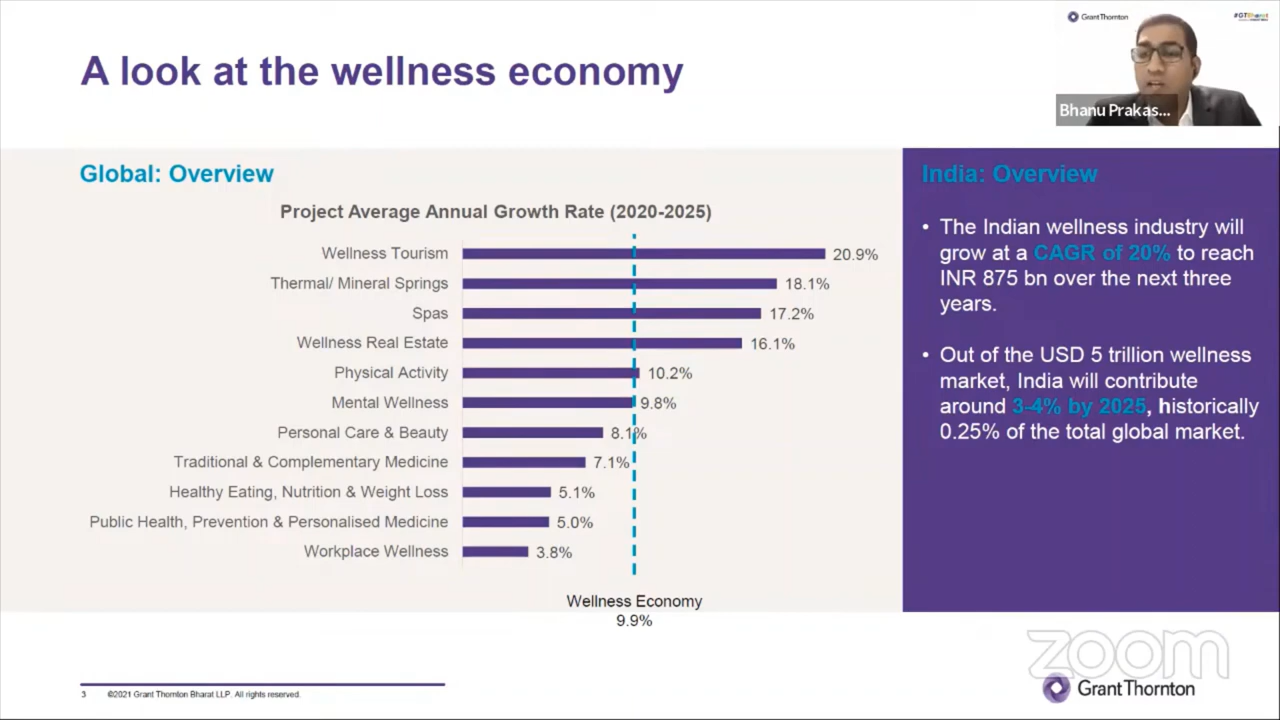 GrantThornton
#GTBharat
A look at the wellness economy
Bhanu Prakas...
Global: Overview
Project Average Annual Growth Rate (2020-2025)
Wellness Tourism 20.9%
Thermal/ Mineral Springs 18.1%
Spas 17.2%
Wellness Real Estate 16.1%
Physical Activity 10.2%
Mental Wellness 9.8%
Personal Care & Beauty 8.1%
Traditional & Complementary Medicine 7.1%
Healthy Eating, Nutrition & Weight Loss 5.1%
Public Health, Prevention & Personalised Medicine 5.0%
Workplace Wellness 3.8%
Wellness Economy
9.9%
India: Overview
• The Indian wellness industry will
grow at a CAGR of 20% to reach
INR 875 bn over the next three
years.
• Out of the USD 5 trillion wellness
market, India will contribute
around 3-4% by 2025, historically
0.25% of the total global market.
zoom
3 ©2021 Grant Thornton Bharat LLP. All rights reserved.
GrantThornton